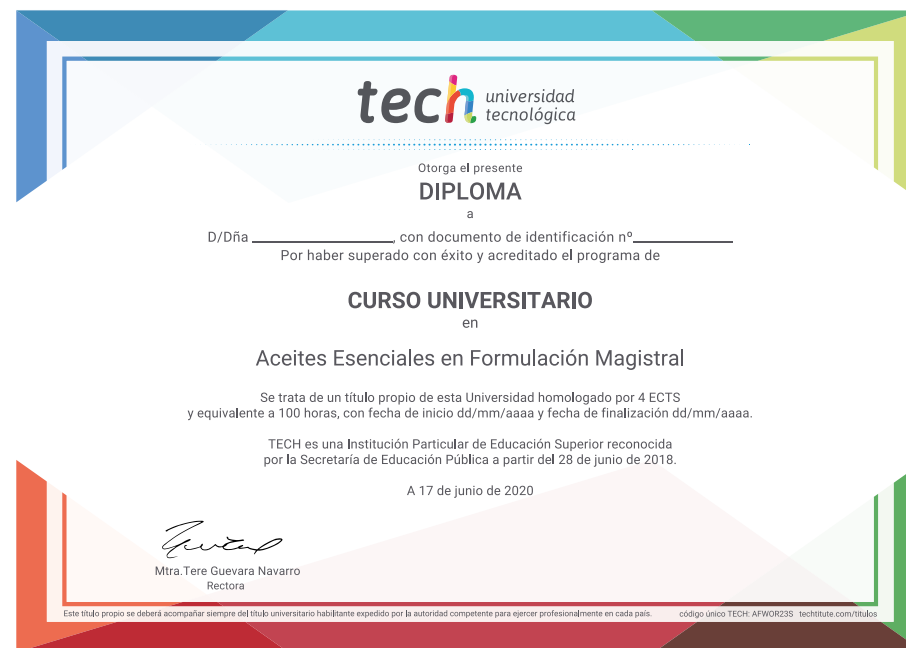 tech universidad
tecnológica
Otorga el presente
DIPLOMA
a
D/Dña ____________________, con documento de identificación nº______________
Por haber superado con éxito y acreditado el programa de
CURSO UNIVERSITARIO
en
Aceites Esenciales en Formulación Magistral
Se trata de un título propio de esta Universidad homologado por 4 ECTS
y equivalente a 100 horas, con fecha de inicio dd/mm/aaaa y fecha de finalización dd/mm/aaaa.
TECH es una Institución Particular de Educación Superior reconocida
por la Secretaría de Educación Pública a partir del 28 de junio de 2018.
A 17 de junio de 2020
Mtra.Tere Guevara Navarro
Rectora
Este título propio se deberá acompañar siempre del título universitario habilitante expedido por la autoridad competente para ejercer profesionalmente en cada país. código único TECH: AFWOR23S techtitute.com/titulos